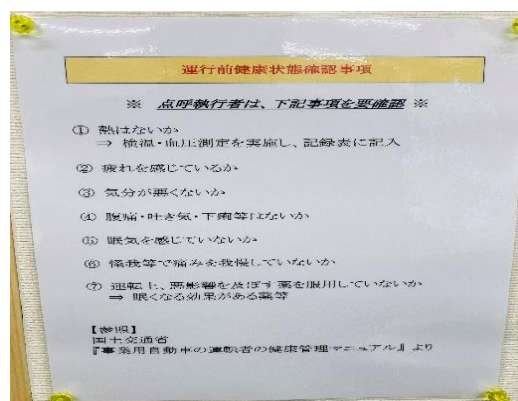 運行前健康状態確認事項
※ 点呼執行者は、下記事項を要確認 ※
① 熱はないか
⇒ 検温・血圧測定を実施し、記録表に記入
② 疲れを感じているか
③ 気分が悪くないか
④ 腹痛・吐き気・下痢等はないか
⑤ 眠気を感じていないか
⑥ 怪我等で痛みを我慢していないか
⑦ 運転上、悪影響を及ぼす薬を服用していないか
⇒ 眠くなる効果がある薬等
【参照】
国土交通省
『事業用自動車の運転者の健康管理マニュアル』より